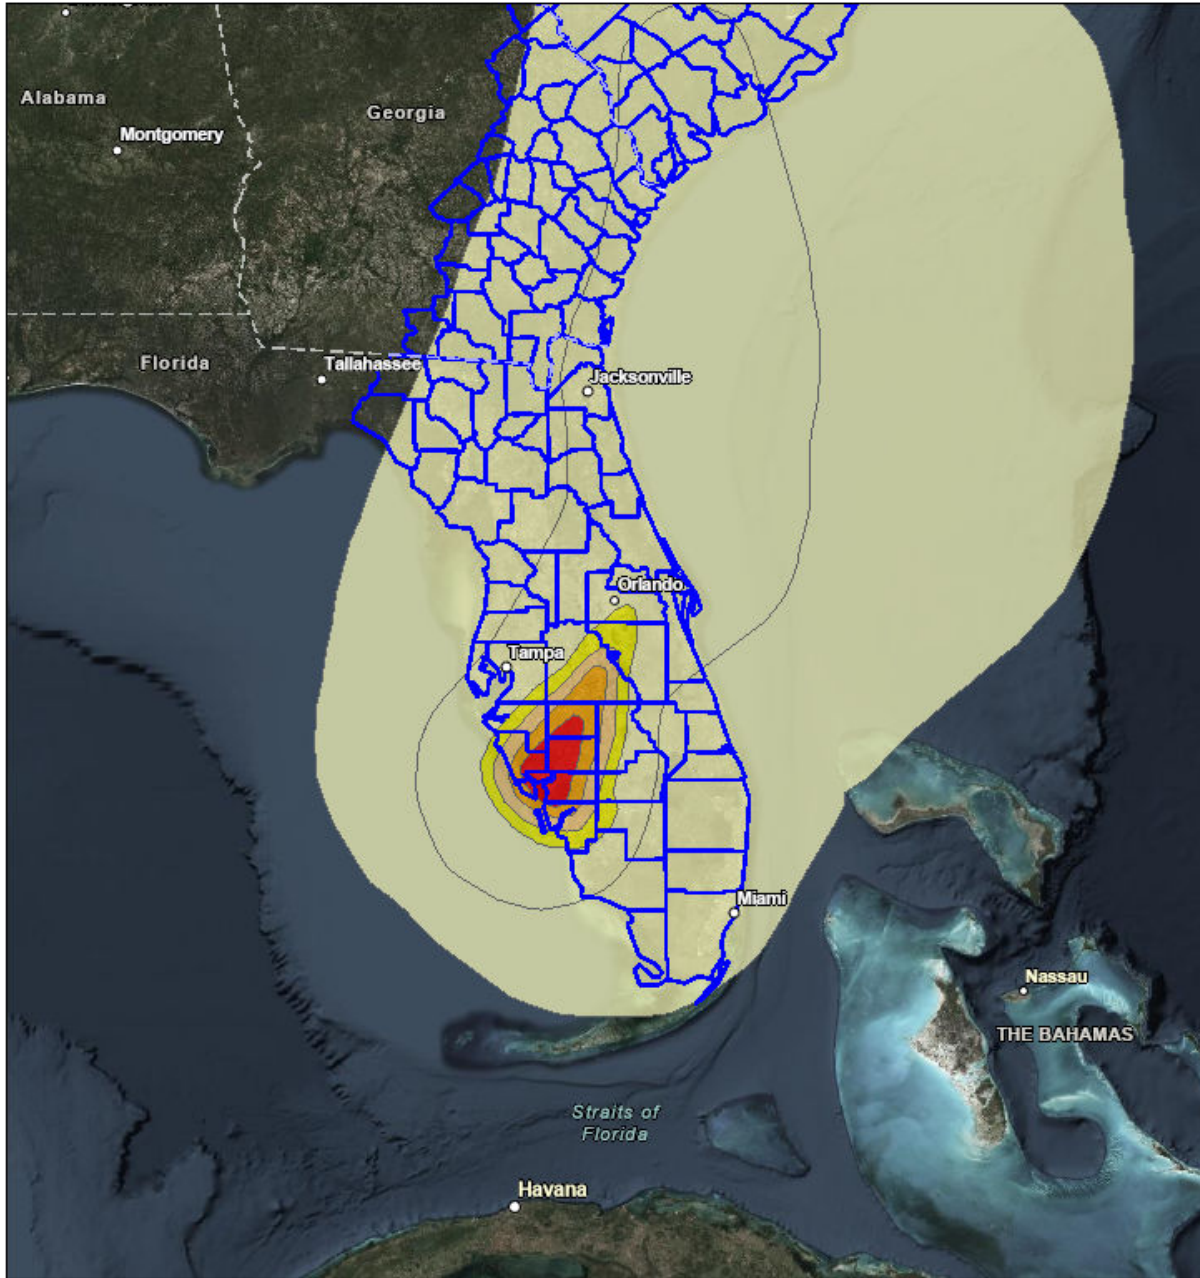 Alabama
Georgia
Montgomery
Florida
Tallahassee
Jacksonville
Orlando
Tampa
Miami
Nassau
THE BAHAMAS
Straits of
Florida
Havana